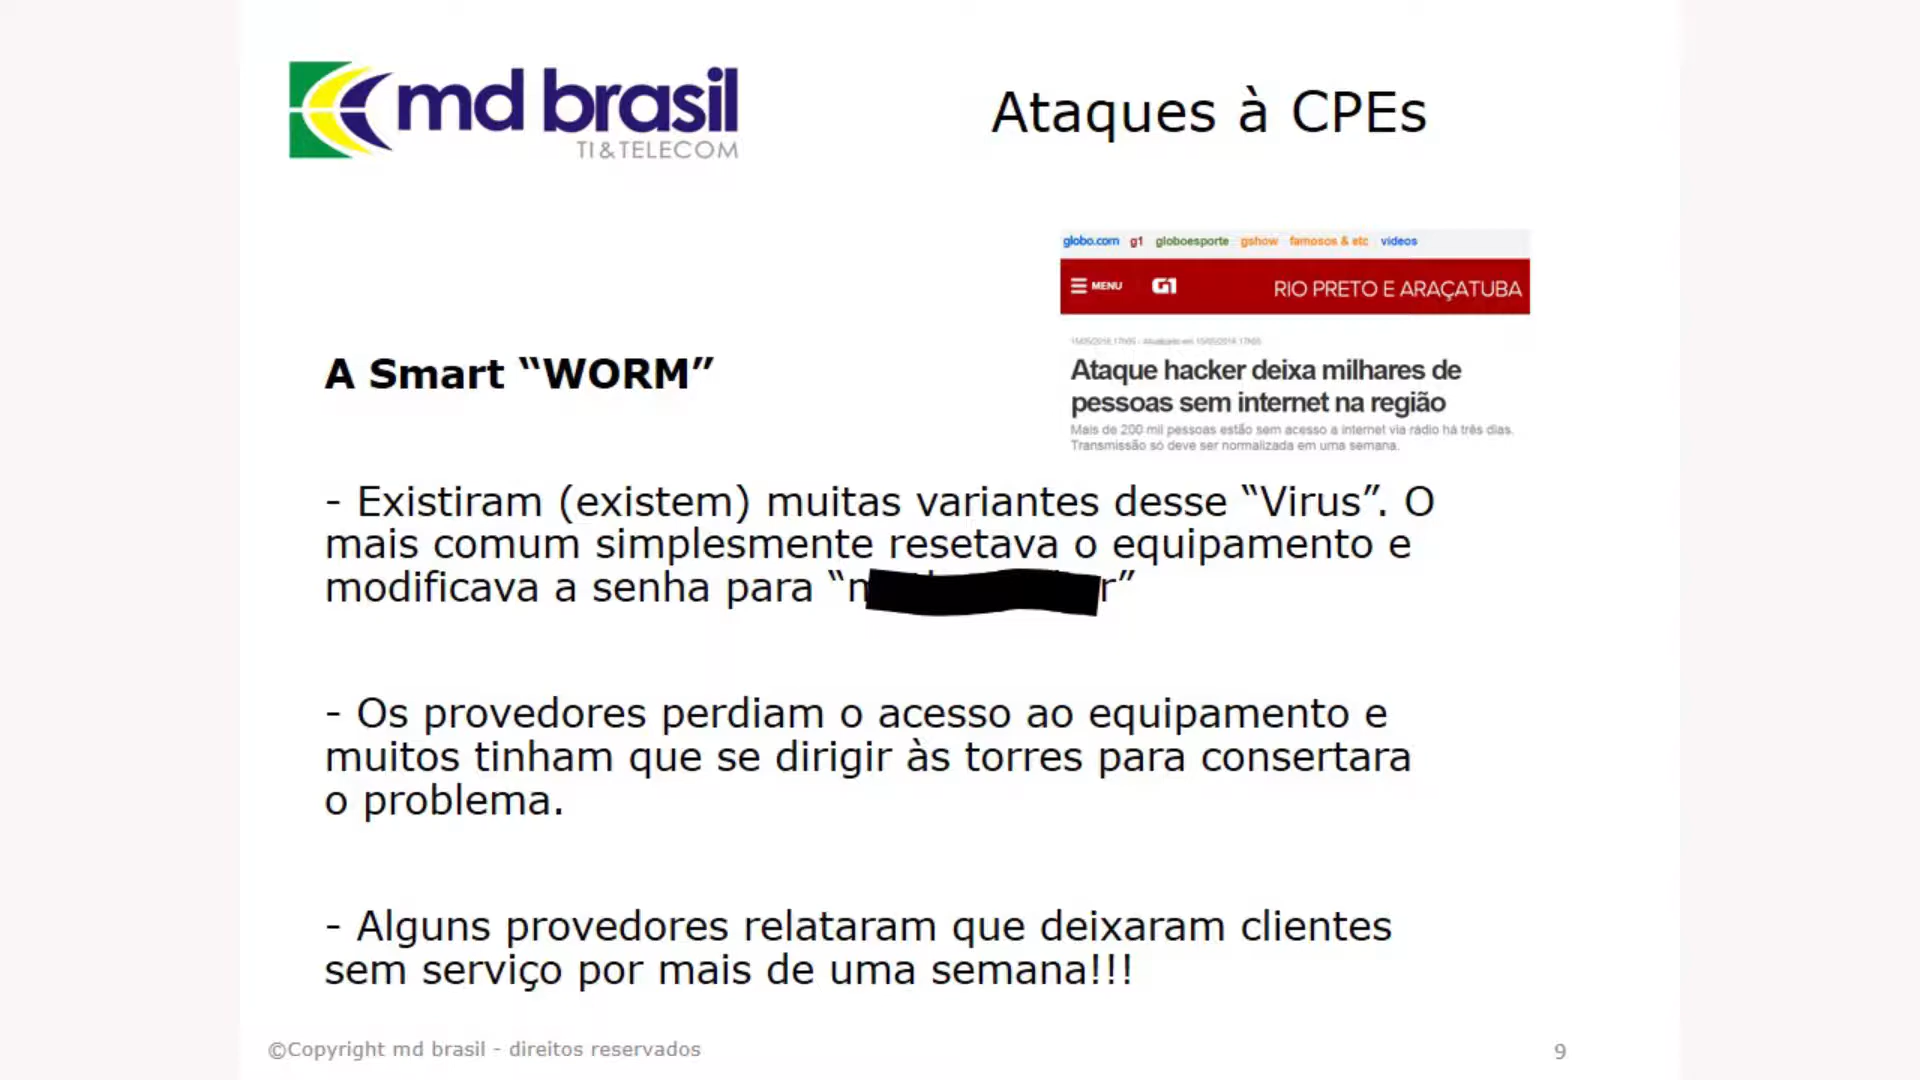 md brasil
TI & TELECOM
Ataques à CPEs
globo.com g1 globoesporte gshow famosos & etc videos
MENU G1 RIO PRETO E ARAÇATUBA
Ataque hacker deixa milhares de
pessoas sem internet na região
Mais de 200 mil pessoas estão sem acesso a internet via rádio há três dias.
Transmissão só deve ser normalizada em uma semana.
A Smart “WORM”
- Existiram (existem) muitas variantes desse “Virus”. O
mais comum simplesmente resetava o equipamento e
modificava a senha para
- Os provedores perdiam o acesso ao equipamento e
muitos tinham que se dirigir às torres para consertara
o problema.
- Alguns provedores relataram que deixaram clientes
sem serviço por mais de uma semana!!!
©Copyright md brasil - direitos reservados
9